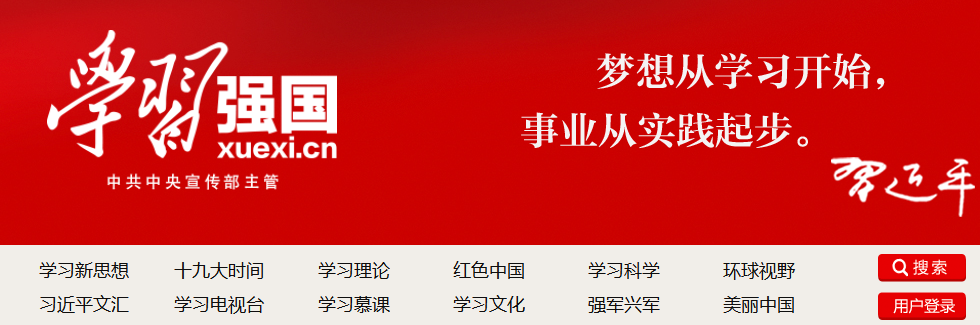 學習强国
xuexi.cn
中共中央宣传部主管
梦想从学习开始，
事业从实践起步。
习近平
学习新思想 十九大时间 学习理论 红色中国 学习科学 环球视野 搜索
习近平文汇 学习电视台 学习慕课 学习文化 强军兴军 美丽中国 用户登录